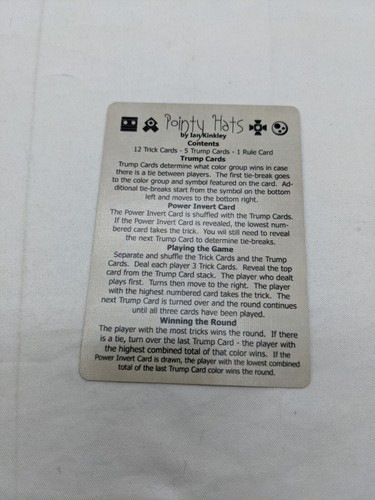 Pointy Hats
by Ian Kinkley
Contents
12 Trick Cards - 5 Trump Cards - 1 Rule Card
Trump Cards
Trump Cards determine what color group wins in case
there is a tie between players. The first tie-break goes
to the color group and symbol featured on the card. Ad-
ditional tie-breaks start from the symbol on the bottom
left and moves to the bottom right.
Power Invert Card
The Power Invert Card is shuffled with the Trump Cards.
If the Power Invert Card is revealed, the lowest num-
bered card takes the trick. You wil still need to reveal
the next Trump Card to determine tie-breaks.
Playing the Game
Separate and shuffle the Trick Cards and the Trump
Cards. Deal each player 3 Trick Cards. Reveal the top
card from the Trump Card stack. The player who dealt
plays first. Turns then move to the right. The player
with the highest numbered card takes the trick. The
next Trump Card is turned over and the round continues
until all three cards have been played.
Winning the Round
The player with the most tricks wins the round. If there
is a tie, turn over the last Trump Card - the player with
the highest combined total of that color wins. If the
Power Invert Card is drawn, the player with the lowest combined
total of the last Trump Card color wins the round.